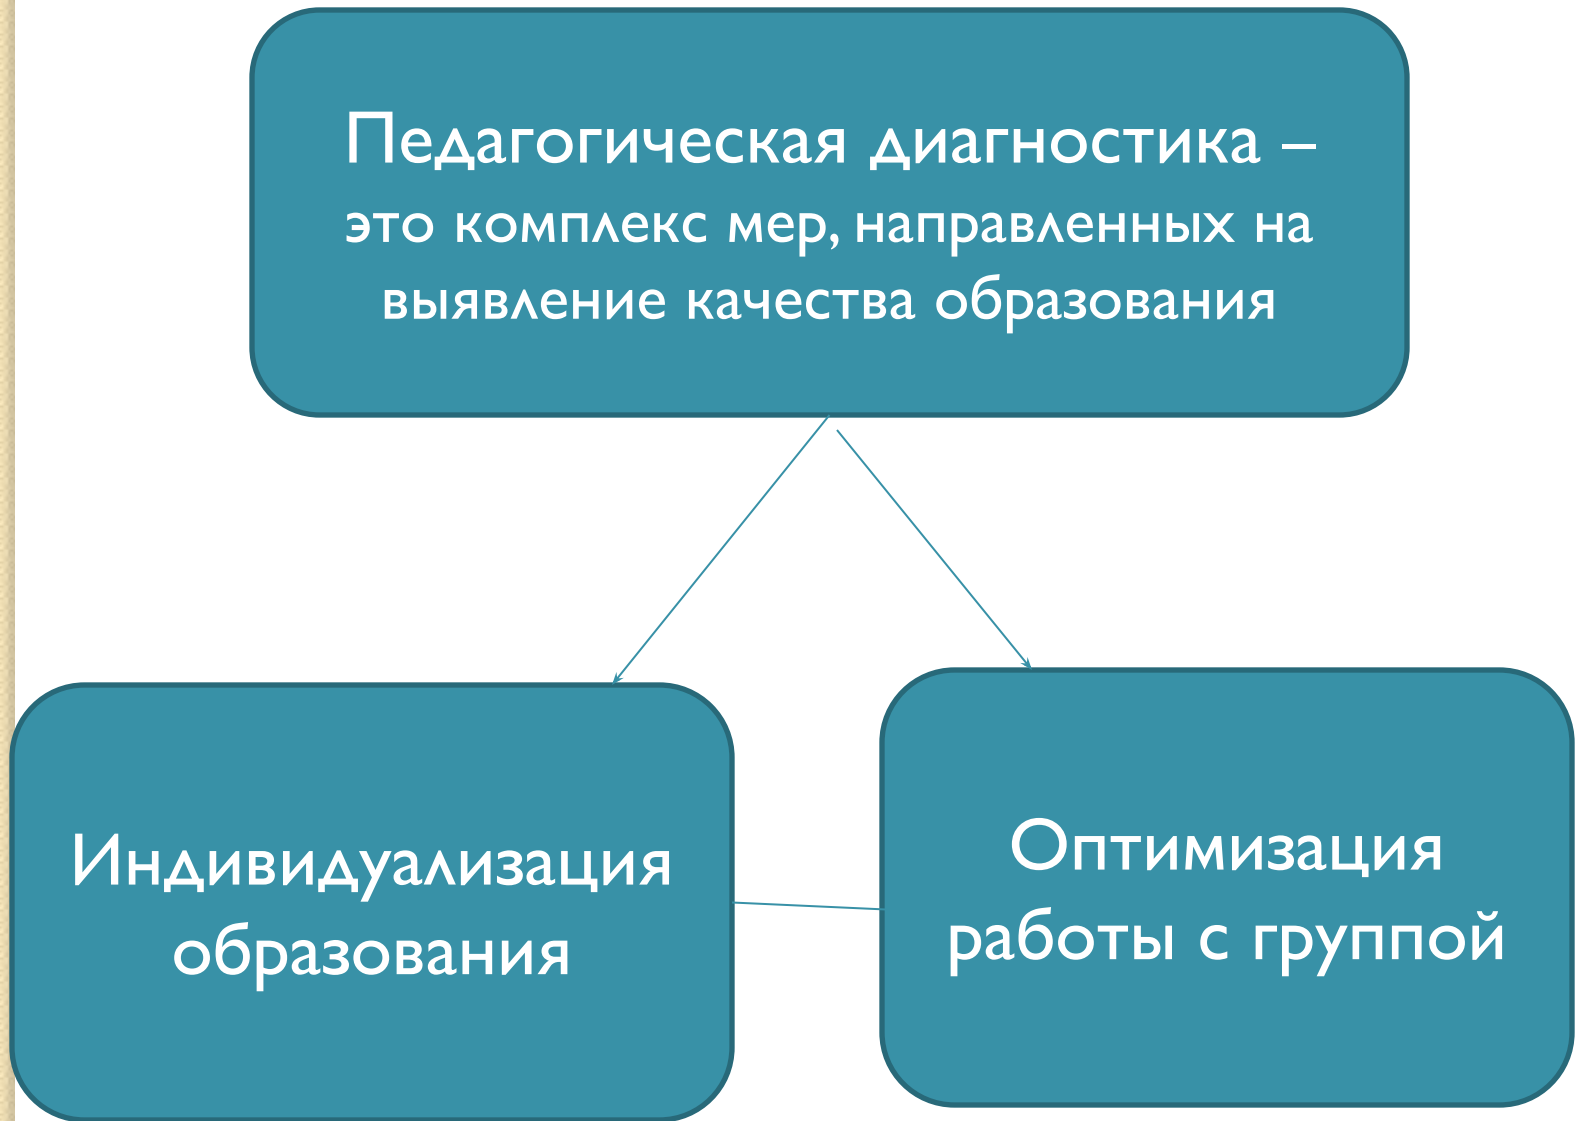 Педагогическая диагностика –
это комплекс мер, направленных на
выявление качества образования
Индивидуализация
образования
Оптимизация
работы с группой